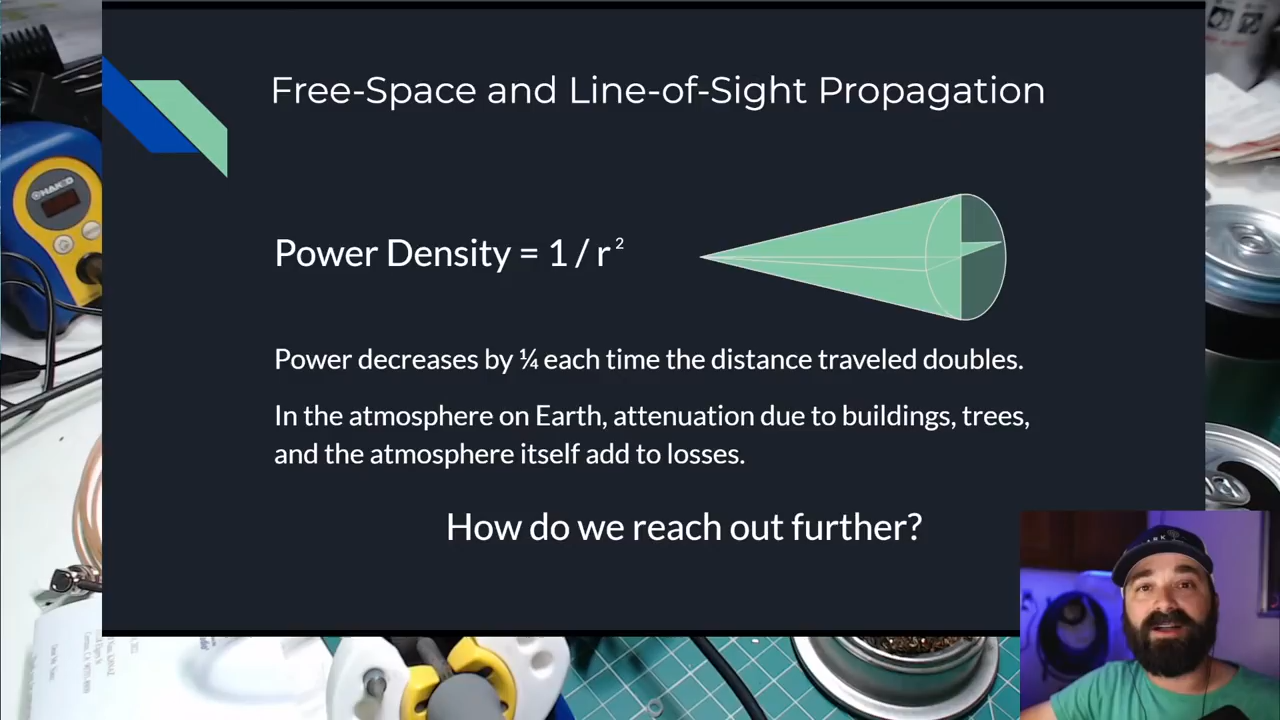 Free-Space and Line-of-Sight Propagation
HAKKO
Power Density = 1 / r²
Power decreases by ¼ each time the distance traveled doubles.
In the atmosphere on Earth, attenuation due to buildings, trees,
and the atmosphere itself add to losses.
How do we reach out further?